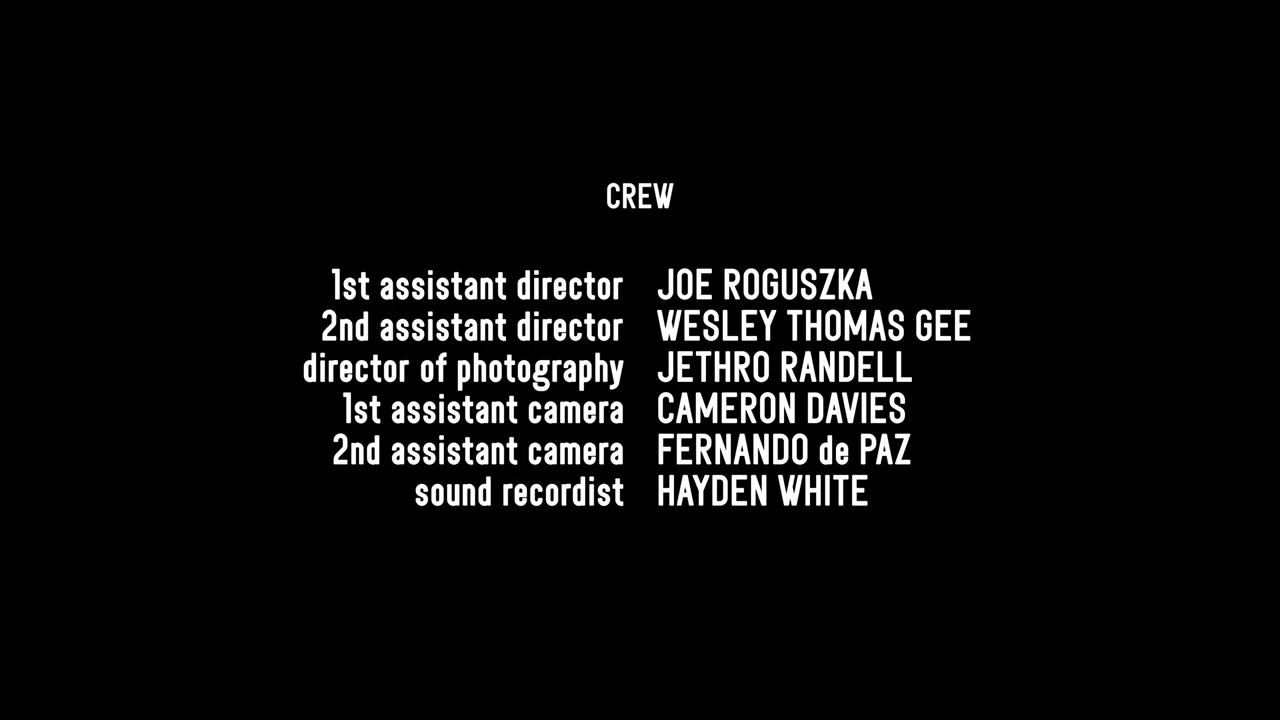 CREW
1st assistant director JOE ROGUSZKA
2nd assistant director WESLEY THOMAS GEE
director of photography JETHRO RANDELL
1st assistant camera CAMERON DAVIES
2nd assistant camera FERNANDO de PAZ
sound recordist HAYDEN WHITE